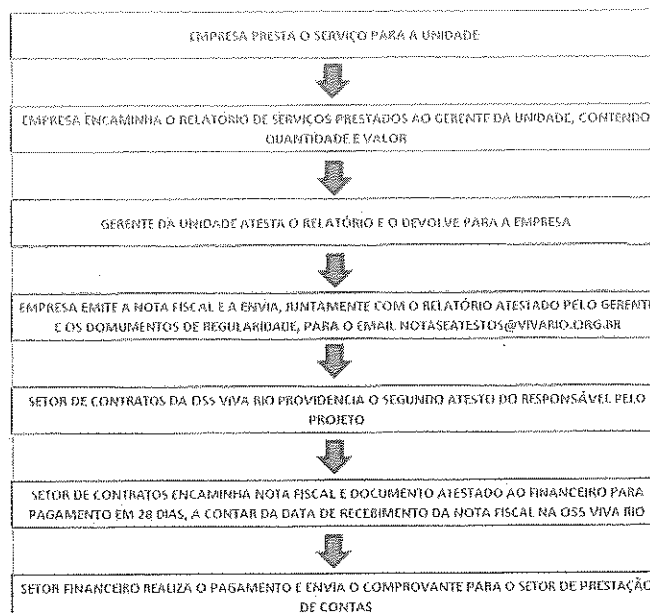 EMPRESA PRESTA O SERVIÇO PARA A UNIDADE
EMPRESA ENCAMINHA O RELATÓRIO DE SERVIÇOS PRESTADOS AO GERENTE DA UNIDADE, CONTENDO
QUANTIDADE E VALOR
GERENTE DA UNIDADE ATESTA O RELATÓRIO E O DEVOLVE PARA A EMPRESA
EMPRESA EMITE A NOTA FISCAL E A ENVIA, JUNTAMENTE COM O RELATÓRIO ATESTADO PELO GERENTE
E OS DOMUMENTOS DE REGULARIDADE, PARA O EMAIL NOTASEATESTOS@VIVARIO.ORG.BR
SETOR DE CONTRATOS DA OSS VIVA RIO PROVIDENCIA O SEGUNDO ATESTO DO RESPONSÁVEL PELO
PROJETO
SETOR DE CONTRATOS ENCAMINHA NOTA FISCAL E DOCUMENTO ATESTADO AO FINANCEIRO PARA
PAGAMENTO EM 28 DIAS, A CONTAR DA DATA DE RECEBIMENTO DA NOTA FISCAL NA OSS VIVA RIO
SETOR FINANCEIRO REALIZA O PAGAMENTO E ENVIA O COMPROVANTE PARA O SETOR DE PRESTAÇÃO
DE CONTAS